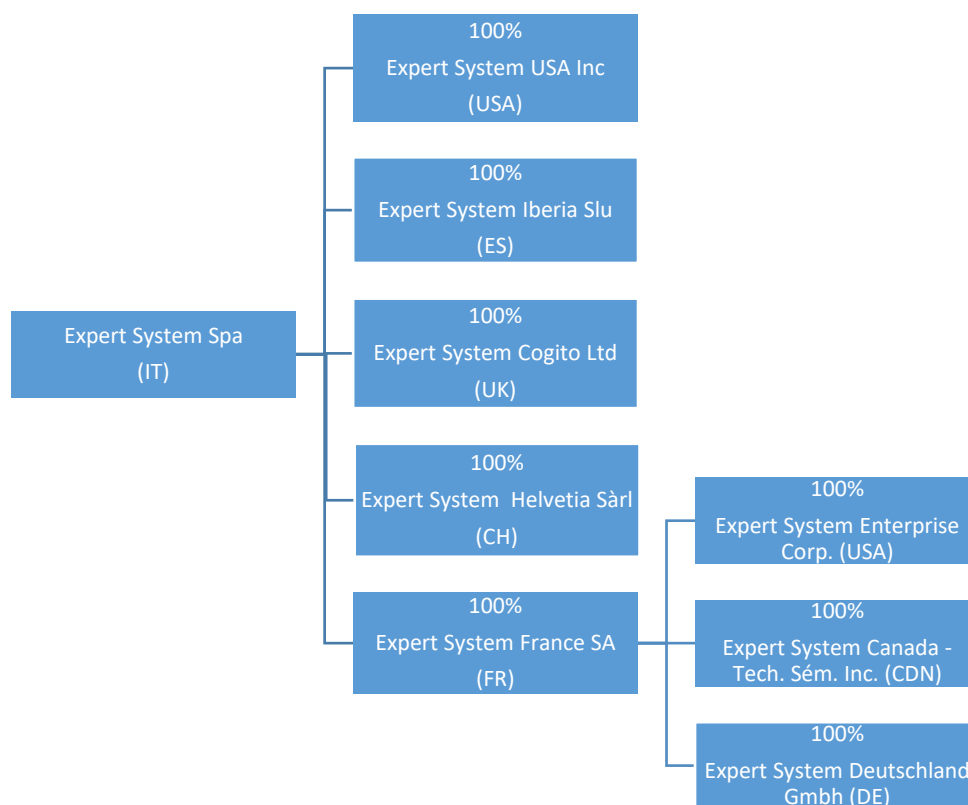 100%
Expert System USA Inc
(USA)
100%
Expert System Iberia Slu
(ES)
Expert System Spa
(IT)
100%
Expert System Cogito Ltd
(UK)
100%
Expert System  Helvetia Sàrl
(CH)
100%
Expert System France SA
(FR)
100%
Expert System Enterprise
Corp. (USA)
100%
Expert System Canada -
Tech. Sém. Inc. (CDN)
100%
Expert System Deutschland
Gmbh (DE)